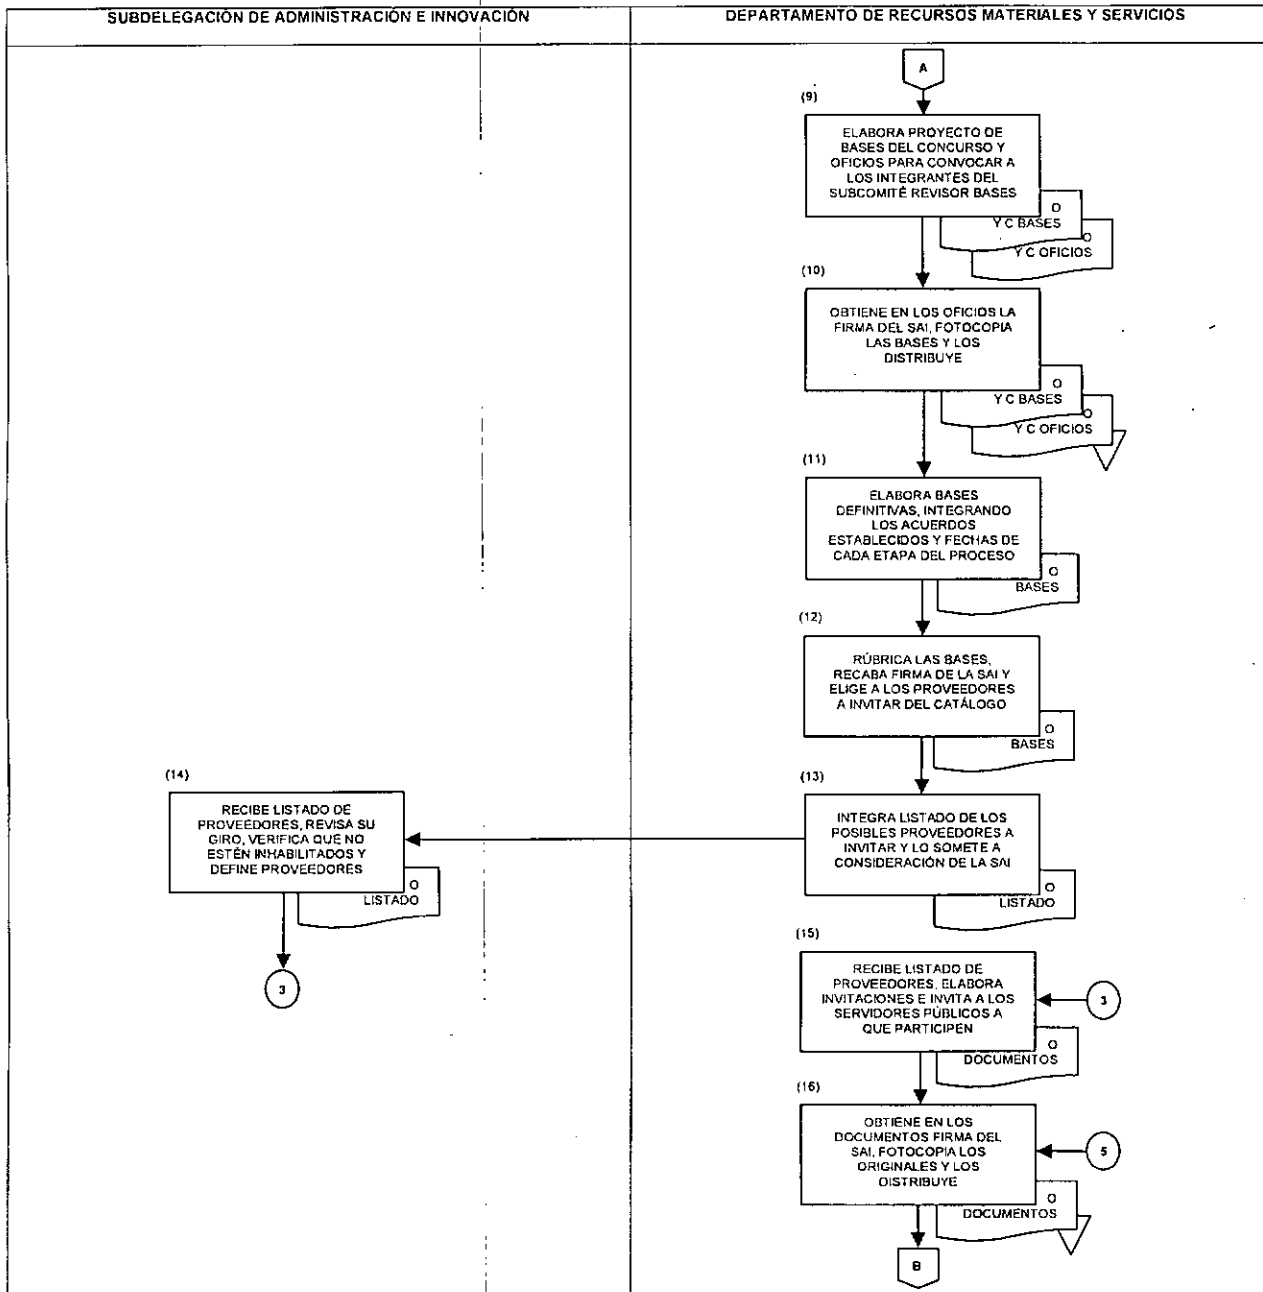 SUBDELEGACIÓN DE ADMINISTRACIÓN E INNOVACIÓN
DEPARTAMENTO DE RECURSOS MATERIALES Y SERVICIOS
A
(9)
ELABORA PROYECTO DE
BASES DEL CONCURSO Y
OFICIOS PARA CONVOCAR A
LOS INTEGRANTES DEL
SUBCOMITÉ REVISOR BASES
O
Y C BASES
O
Y C OFICIOS
(10)
OBTIENE EN LOS OFICIOS LA
FIRMA DEL SAI, FOTOCOPIA
LAS BASES Y LOS
DISTRIBUYE
O
Y C BASES
O
Y C OFICIOS
(11)
ELABORA BASES
DEFINITIVAS, INTEGRANDO
LOS ACUERDOS
ESTABLECIDOS Y FECHAS DE
CADA ETAPA DEL PROCESO
O
BASES
(12)
RÚBRICA LAS BASES,
RECABA FIRMA DE LA SAI Y
ELIGE A LOS PROVEEDORES
A INVITAR DEL CATÁLOGO
O
BASES
(13)
INTEGRA LISTADO DE LOS
POSIBLES PROVEEDORES A
INVITAR Y LO SOMETE A
CONSIDERACIÓN DE LA SAI
O
LISTADO
(14)
RECIBE LISTADO DE
PROVEEDORES, REVISA SU
GIRO, VERIFICA QUE NO
ESTÉN INHABILITADOS Y
DEFINE PROVEEDORES
O
LISTADO
3
(15)
RECIBE LISTADO DE
PROVEEDORES, ELABORA
INVITACIONES E INVITA A LOS
SERVIDORES PÚBLICOS A
QUE PARTICIPEN
3
O
DOCUMENTOS
(16)
OBTIENE EN LOS
DOCUMENTOS FIRMA DEL
SAI, FOTOCOPIA LOS
ORIGINALES Y LOS
DISTRIBUYE
5
O
DOCUMENTOS
B